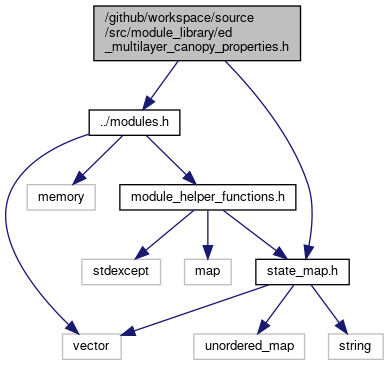 /github/workspace/source
/src/module_library/ed
_multilayer_canopy_properties.h
../modules.h
memory
module_helper_functions.h
stdexcept
map
state_map.h
vector
unordered_map
string